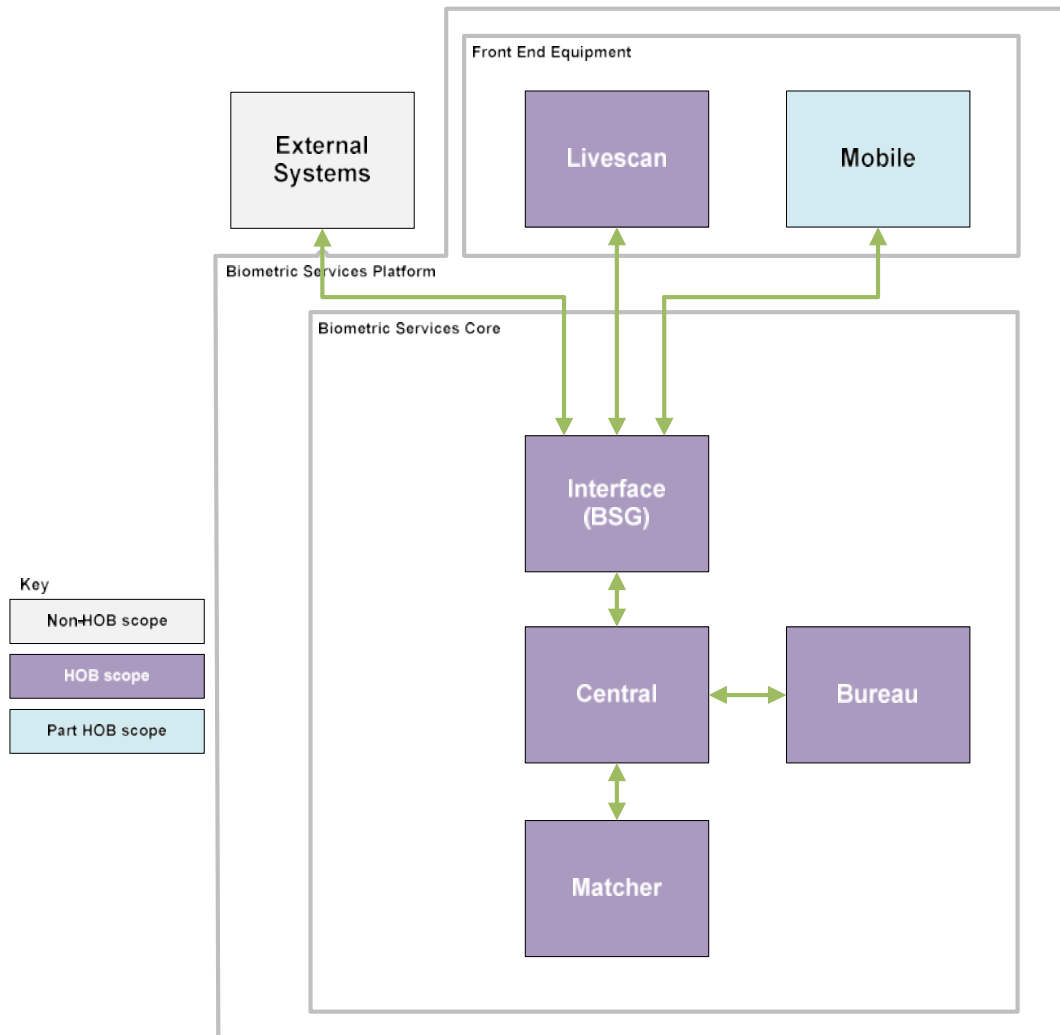 Front End Equipment
External
Systems
Livescan
Mobile
Biometric Services Platform
Biometric Services Core
Interface
(BSG)
Key
Non-HOB scope
HOB scope
Part HOB scope
Central
Bureau
Matcher